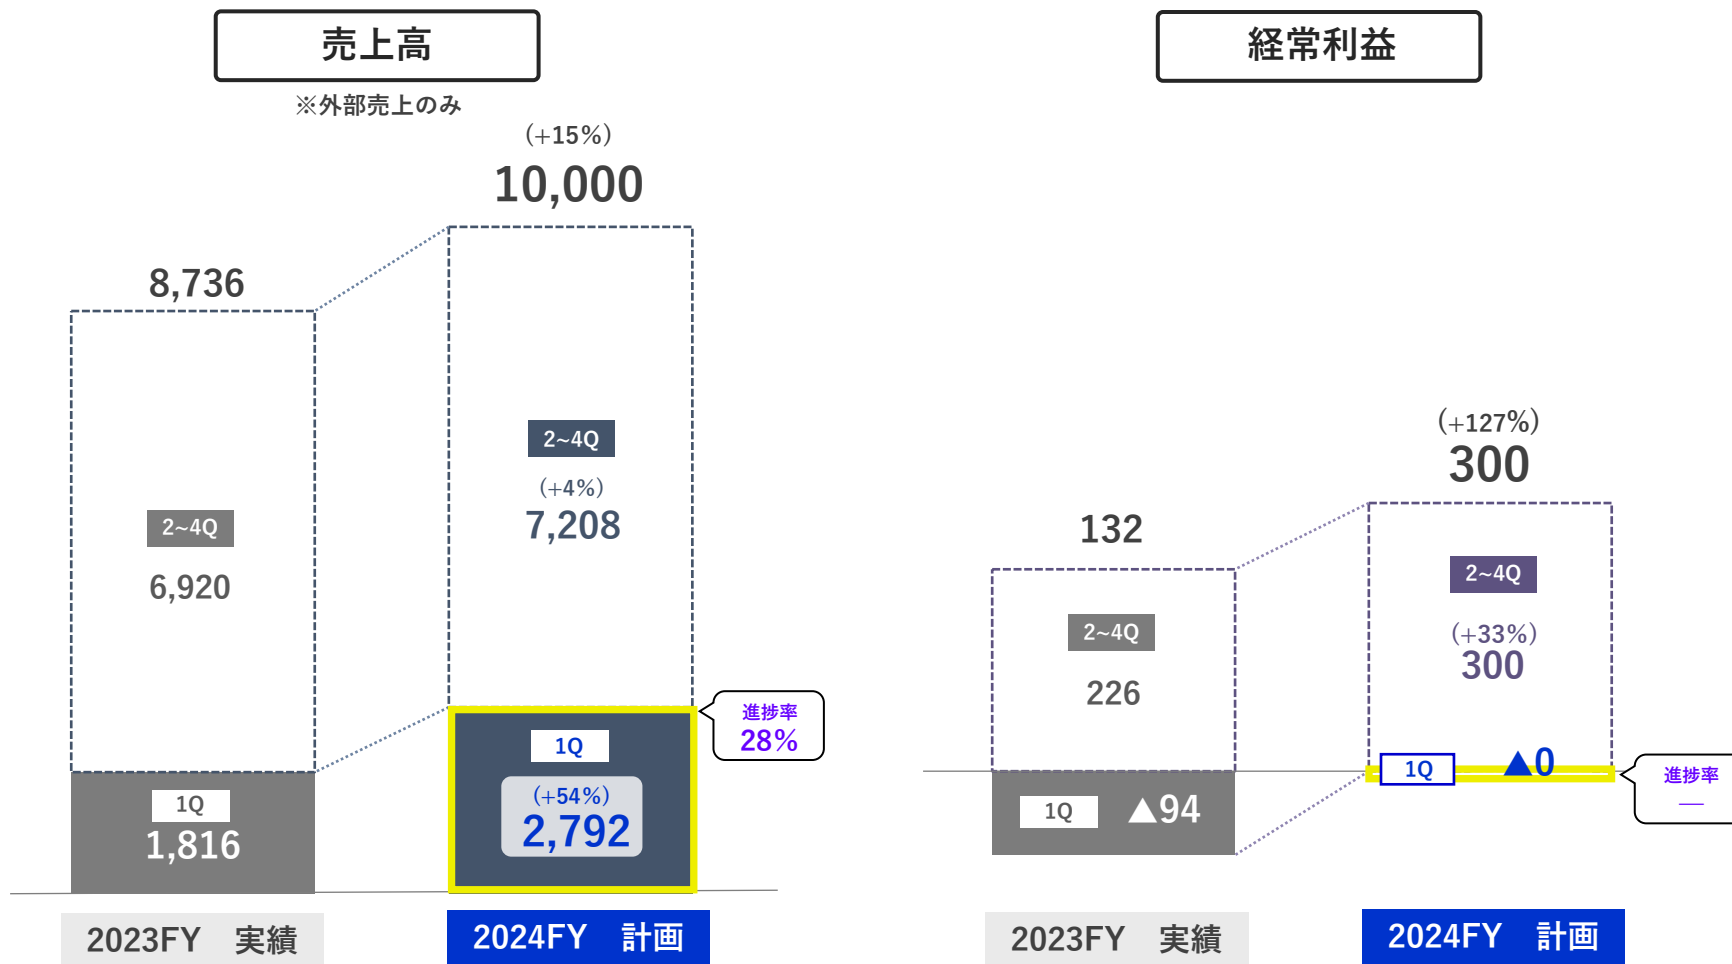 売上高
※外部売上のみ
(+15%)
10,000
8,736
2~4Q
(+4%)
7,208
2~4Q
6,920
進捗率
28%
1Q
(+54%)
2,792
1Q
1,816
2023FY 実績
2024FY 計画
経常利益
(+127%)
300
132
2~4Q
(+33%)
300
2~4Q
226
1Q
▲0
進捗率
―
1Q
▲94
2023FY 実績
2024FY 計画